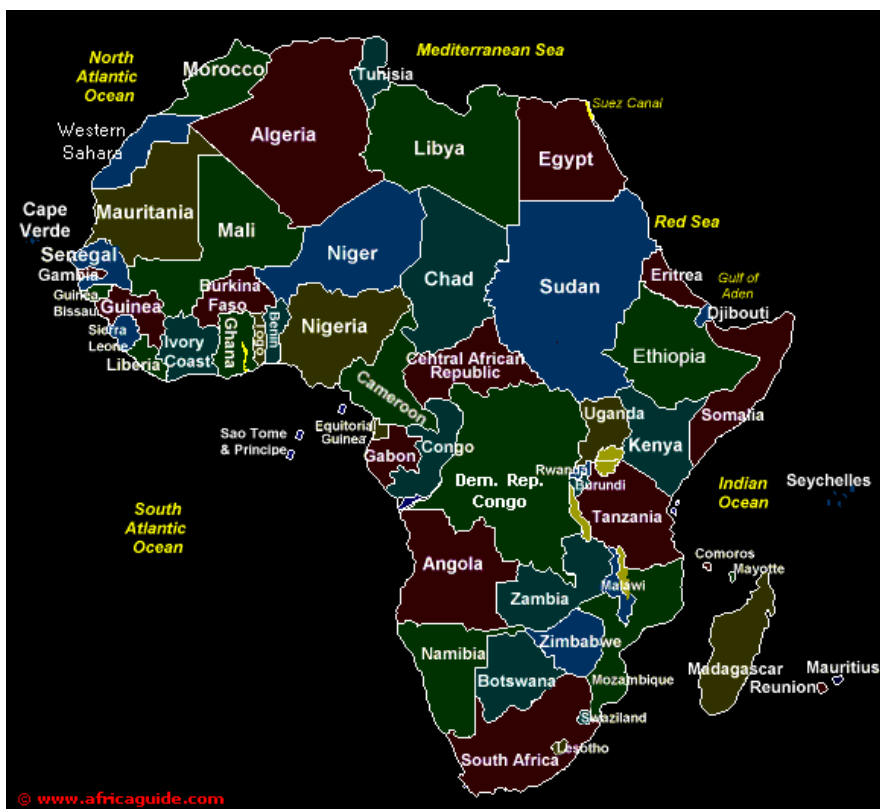 North
Atlantic
Ocean
Mediterranean Sea
Morocco
Tunisia
Suez Canal
Western
Sahara
Algeria
Libya
Egypt
Cape
Verde
Mauritania
Mali
Niger
Chad
Sudan
Red Sea
Senegal
Gambia
Guinea
Bissau
Guinea
Burkina
Faso
Eritrea
Gulf of
Aden
Djibouti
Sierra
Leone
Ivory
Coast
Ghana
Togo
Benin
Nigeria
Liberia
Central African
Republic
Ethiopia
Cameroon
Somalia
Uganda
Kenya
Equitorial
Guinea
Sao Tome
& Principe
Gabon
Congo
Dem. Rep.
Congo
Rwanda
Burundi
Indian
Ocean
Seychelles
South
Atlantic
Ocean
Tanzania
Angola
Comoros
Mayotte
Zambia
Malawi
Namibia
Zimbabwe
Botswana
Mozambique
Madagascar
Mauritius
Reunion
Swaziland
South Africa
Lesotho
© www.africaguide.com